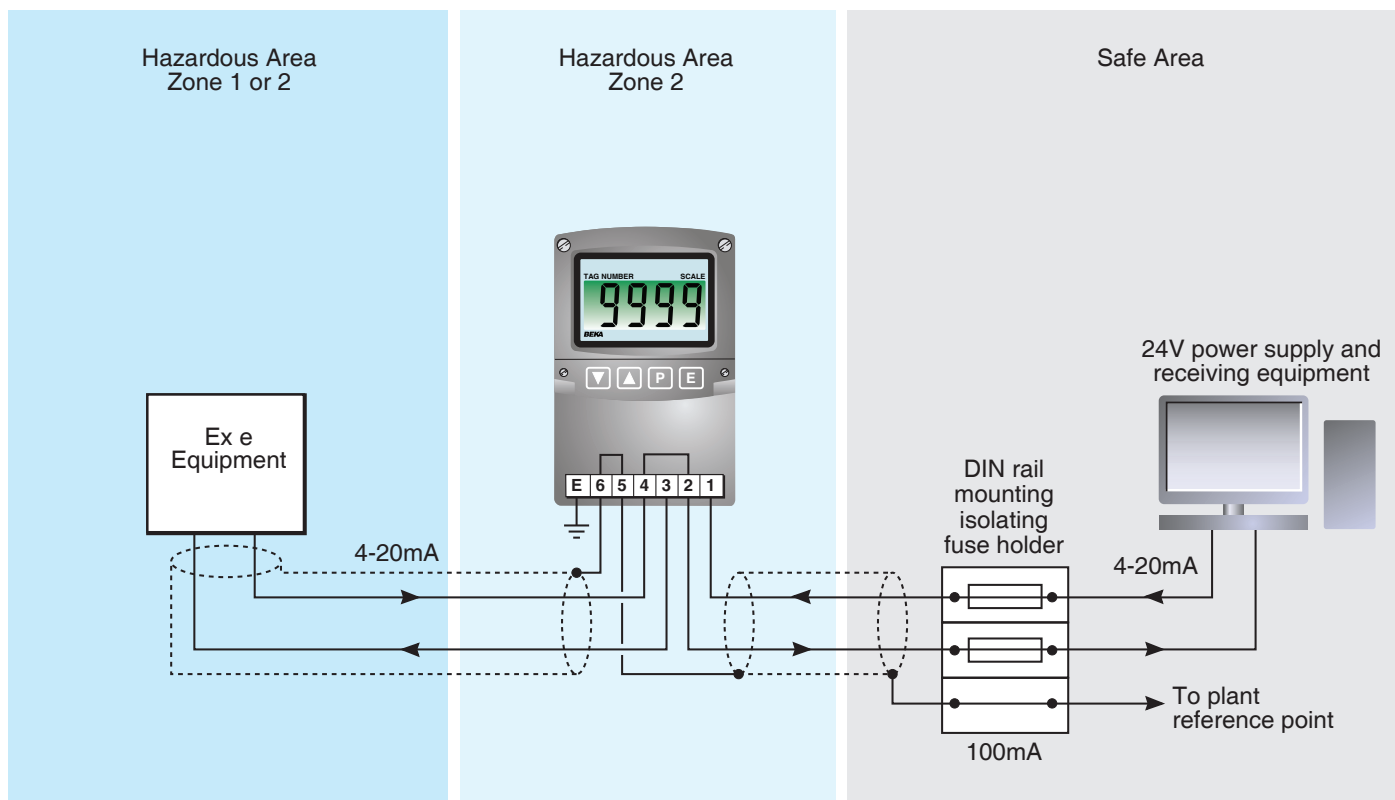 Hazardous Area
Zone 1 or 2
Hazardous Area
Zone 2
Safe Area
TAG NUMBER SCALE
9999
BEKA
P E
24V power supply and
receiving equipment
Ex e
Equipment
E 6 5 4 3 2 1
DIN rail
mounting
isolating
fuse holder
4-20mA
4-20mA
To plant
reference point
100mA